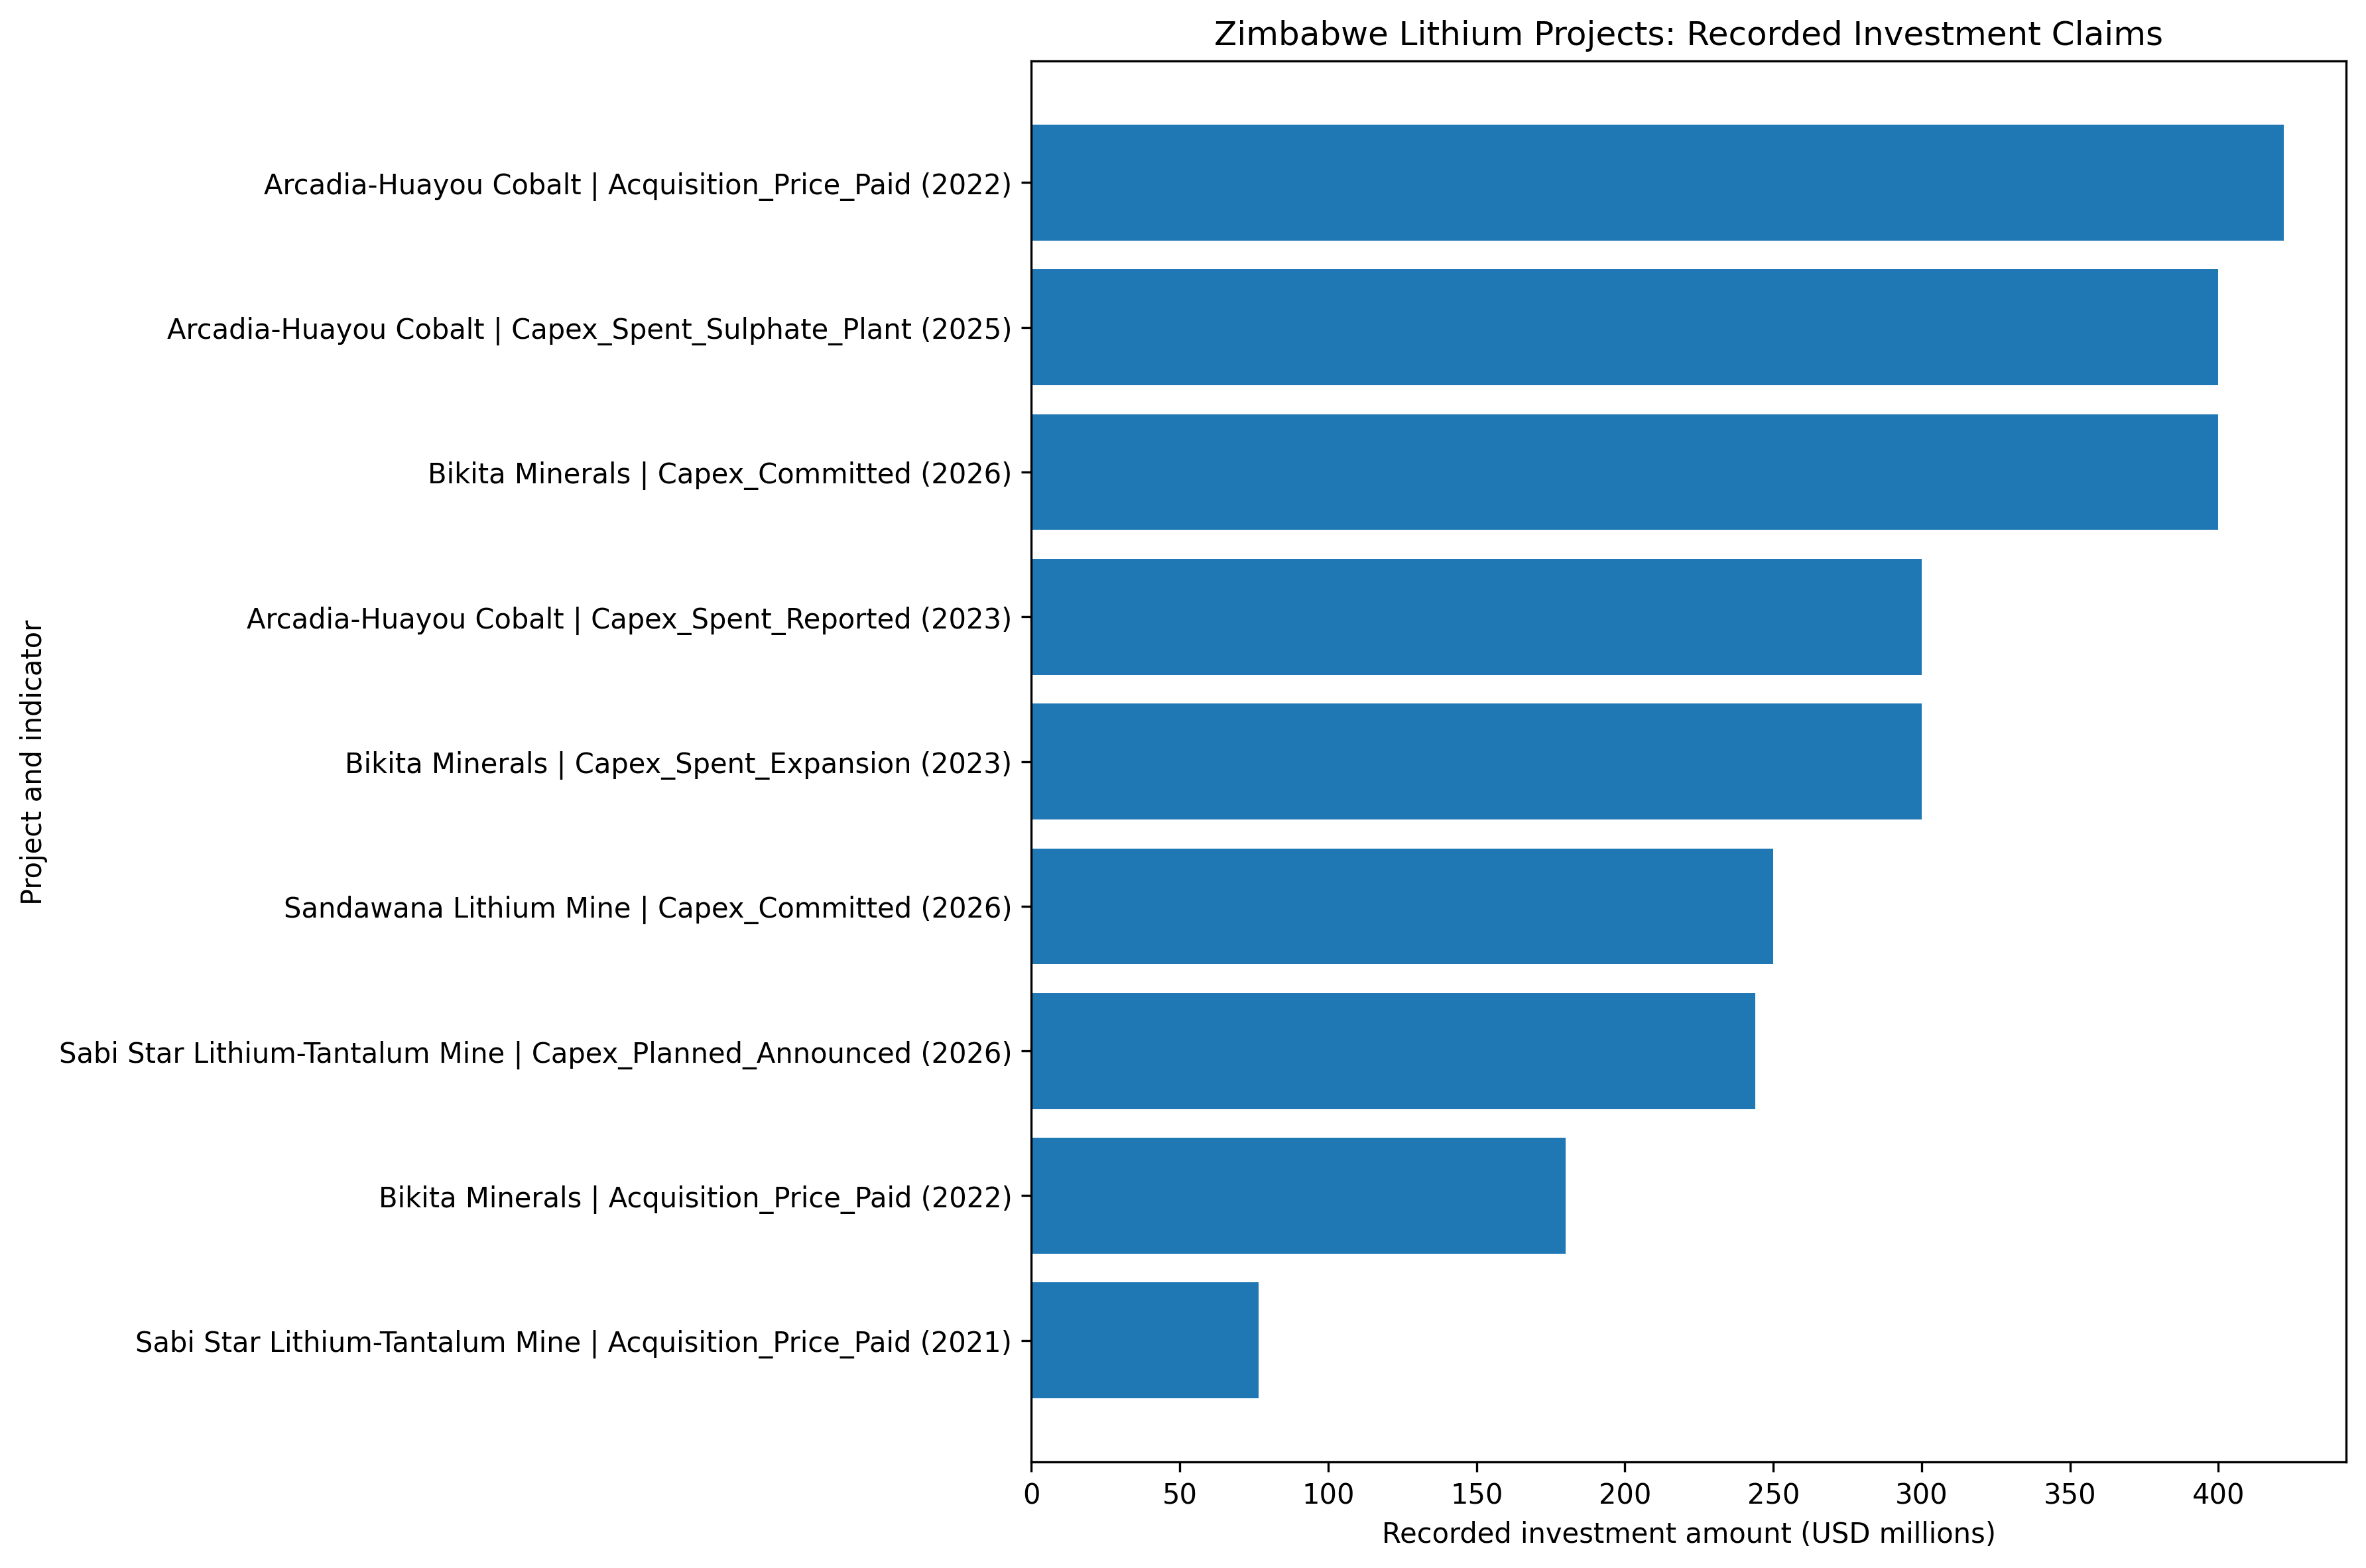 Zimbabwe Lithium Projects: Recorded Investment Claims
Project and indicator
Arcadia-Huayou Cobalt | Acquisition_Price_Paid (2022)
Arcadia-Huayou Cobalt | Capex_Spent_Sulphate_Plant (2025)
Bikita Minerals | Capex_Committed (2026)
Arcadia-Huayou Cobalt | Capex_Spent_Reported (2023)
Bikita Minerals | Capex_Spent_Expansion (2023)
Sandawana Lithium Mine | Capex_Committed (2026)
Sabi Star Lithium-Tantalum Mine | Capex_Planned_Announced (2026)
Bikita Minerals | Acquisition_Price_Paid (2022)
Sabi Star Lithium-Tantalum Mine | Acquisition_Price_Paid (2021)
0 50 100 150 200 250 300 350 400
Recorded investment amount (USD millions)